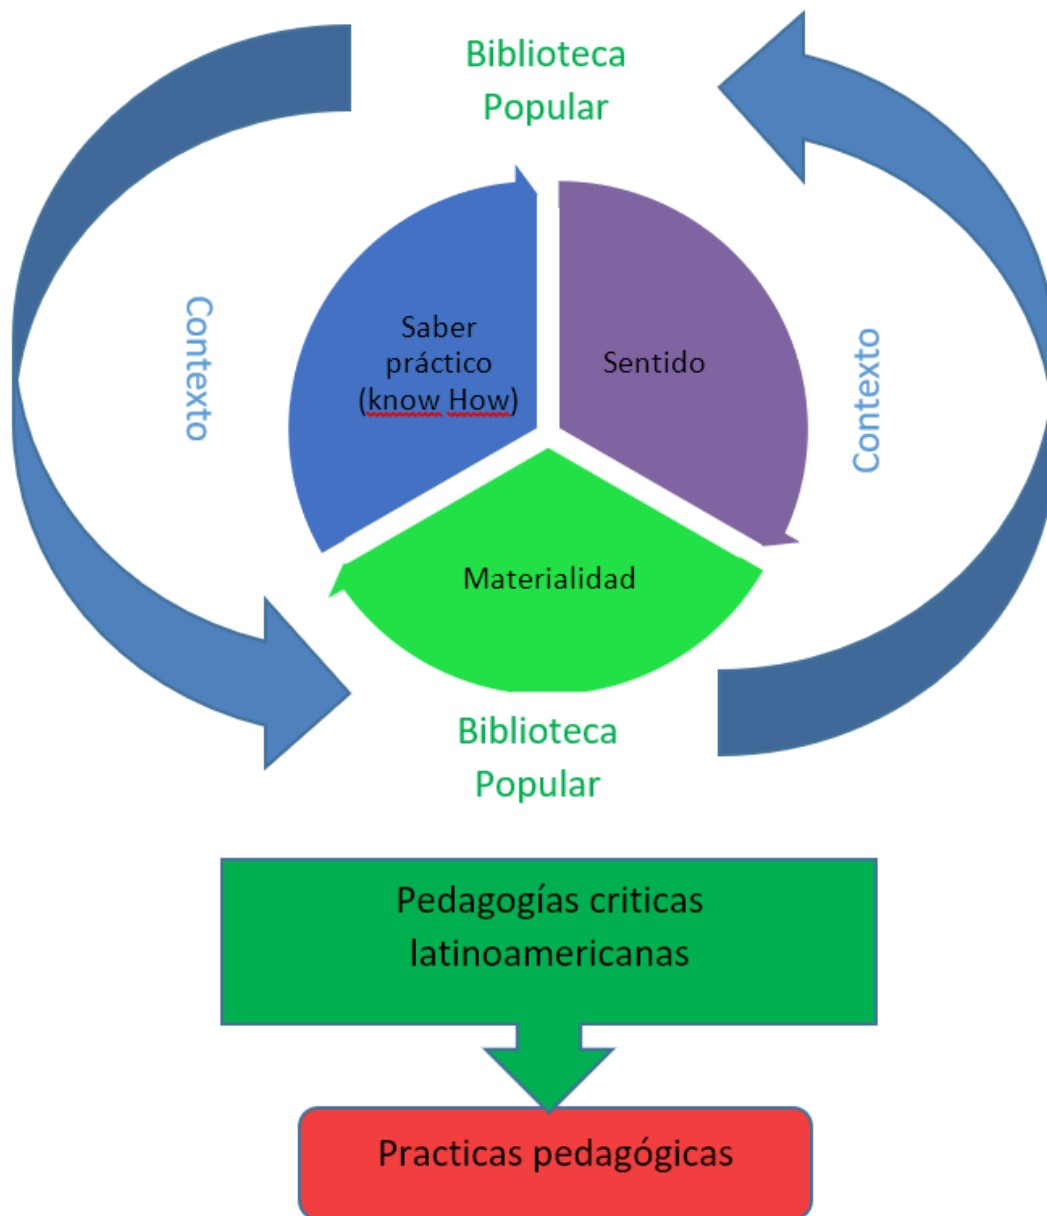 Biblioteca
Popular
Contexto
Saber
práctico
(know How)
Sentido
Contexto
Materialidad
Biblioteca
Popular
Pedagogías criticas
latinoamericanas
Practicas pedagógicas